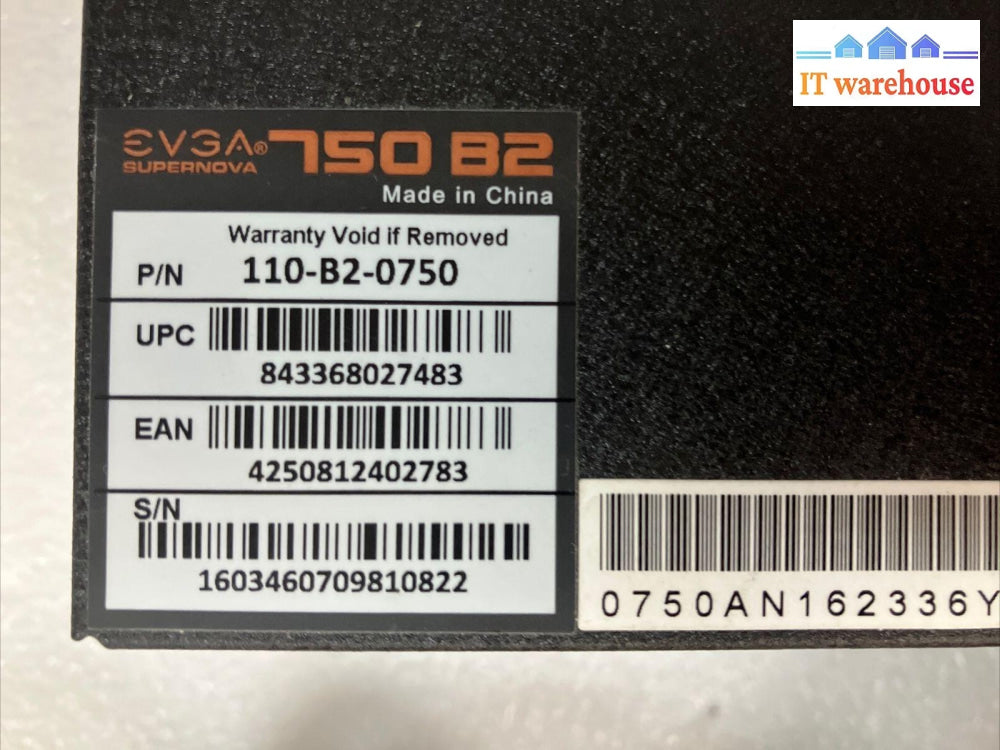 IT warehouse
EVGA® 750 B2
SUPERNOVA
Made in China
Warranty Void if Removed
P/N 110-B2-0750
UPC
843368027483
EAN
4250812402783
S/N
1603460709810822
0750AN162336Y